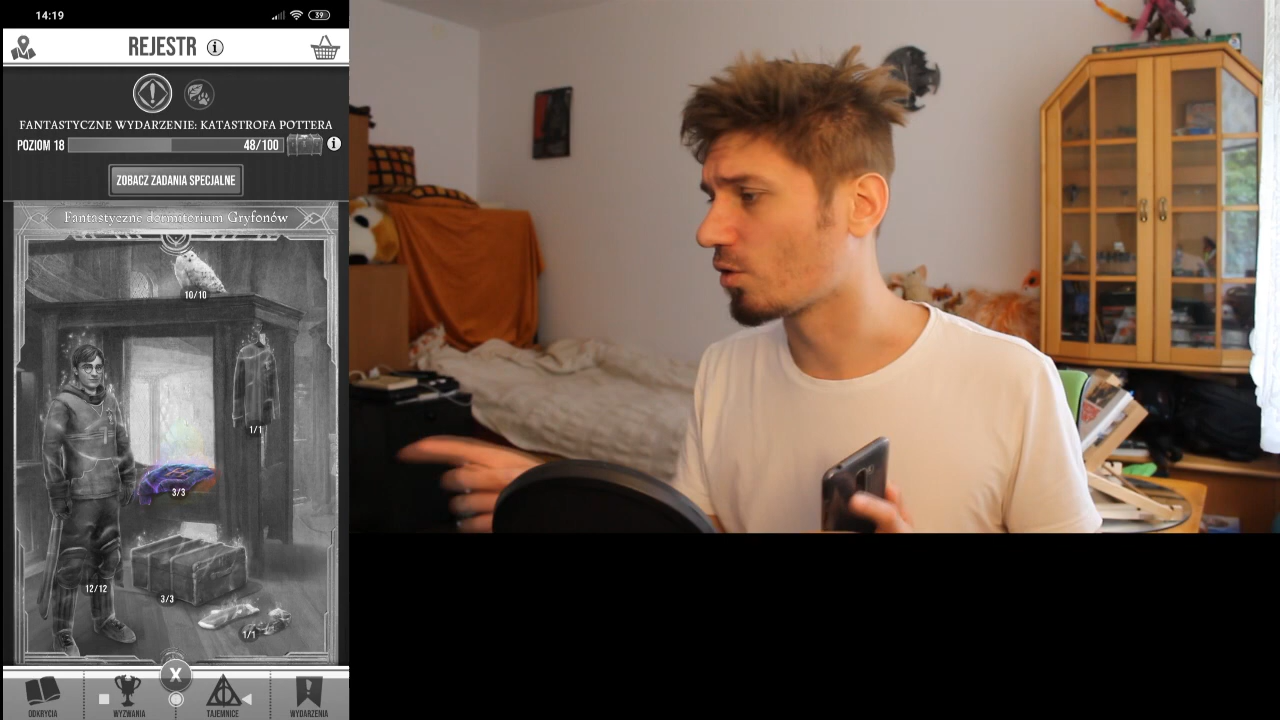 14:19
39
REJESTR i
FANTASTYCZNE WYDARZENIE: KATASTROFA POTTERA
POZIOM 18 48/100 i
ZOBACZ ZADANIA SPECJALNE
Fantastyczne dormitorium Gryfonów
10/10
1/1
3/3
12/12
3/3
1/1
X
ODKRYCIA WYZWANIA TAJEMNICE WYDARZENIA